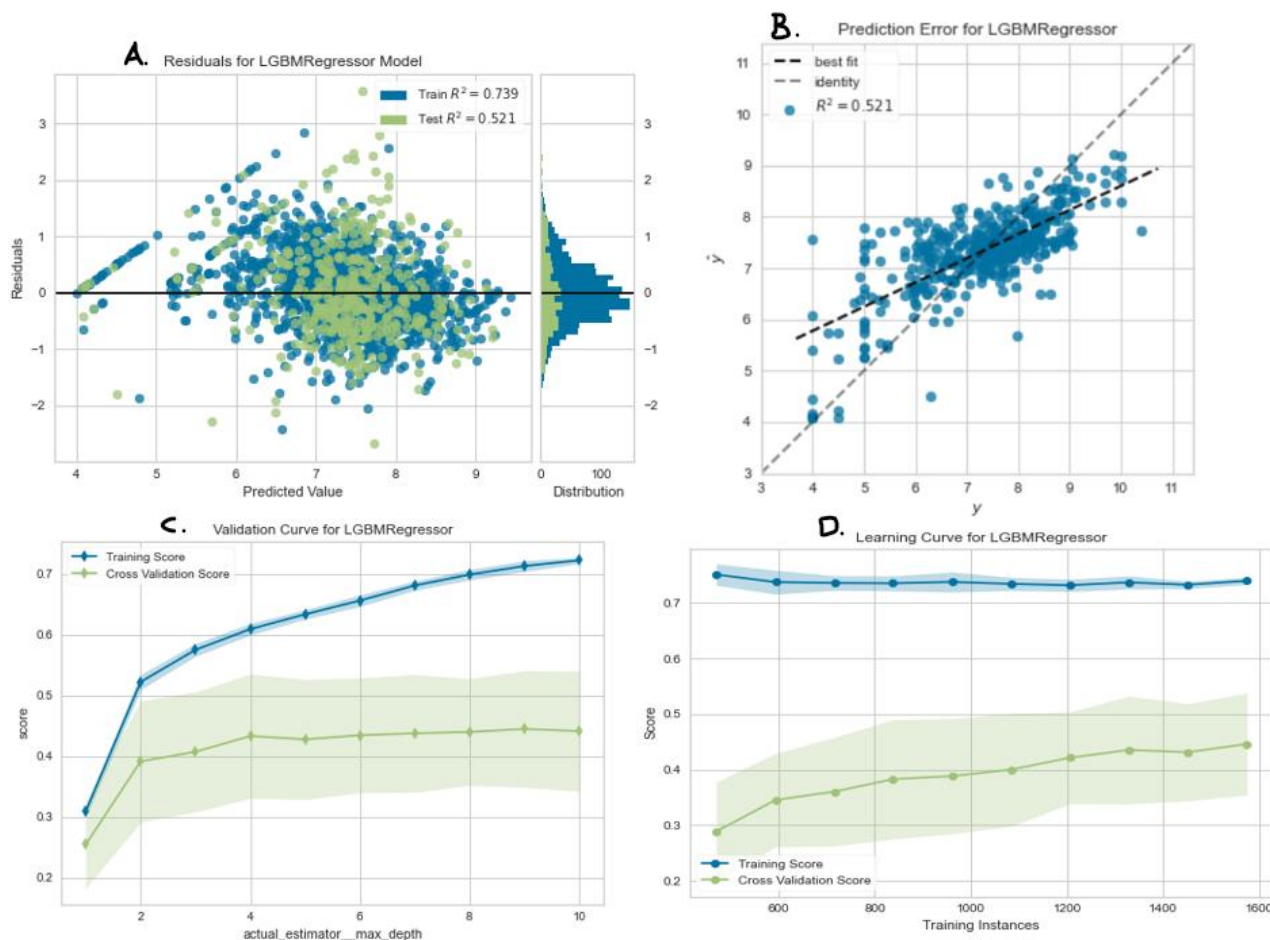 A.
Residuals for LGBMRegressor Model
Train R² = 0.739
Test R² = 0.521
3
2
1
0
−1
−2
Residuals
4
5
6
7
8
9
Predicted Value
3
2
1
0
−1
−2
0
100
Distribution
B.
Prediction Error for LGBMRegressor
best fit
identity
R² = 0.521
11
10
9
8
7
6
5
4
3
ŷ
3
4
5
6
7
8
9
10
11
y
C.
Validation Curve for LGBMRegressor
Training Score
Cross Validation Score
0.7
0.6
0.5
0.4
0.3
0.2
score
2
4
6
8
10
actual_estimator__max_depth
D.
Learning Curve for LGBMRegressor
0.7
0.6
0.5
0.4
0.3
0.2
Score
Training Score
Cross Validation Score
600
800
1000
1200
1400
1600
Training Instances